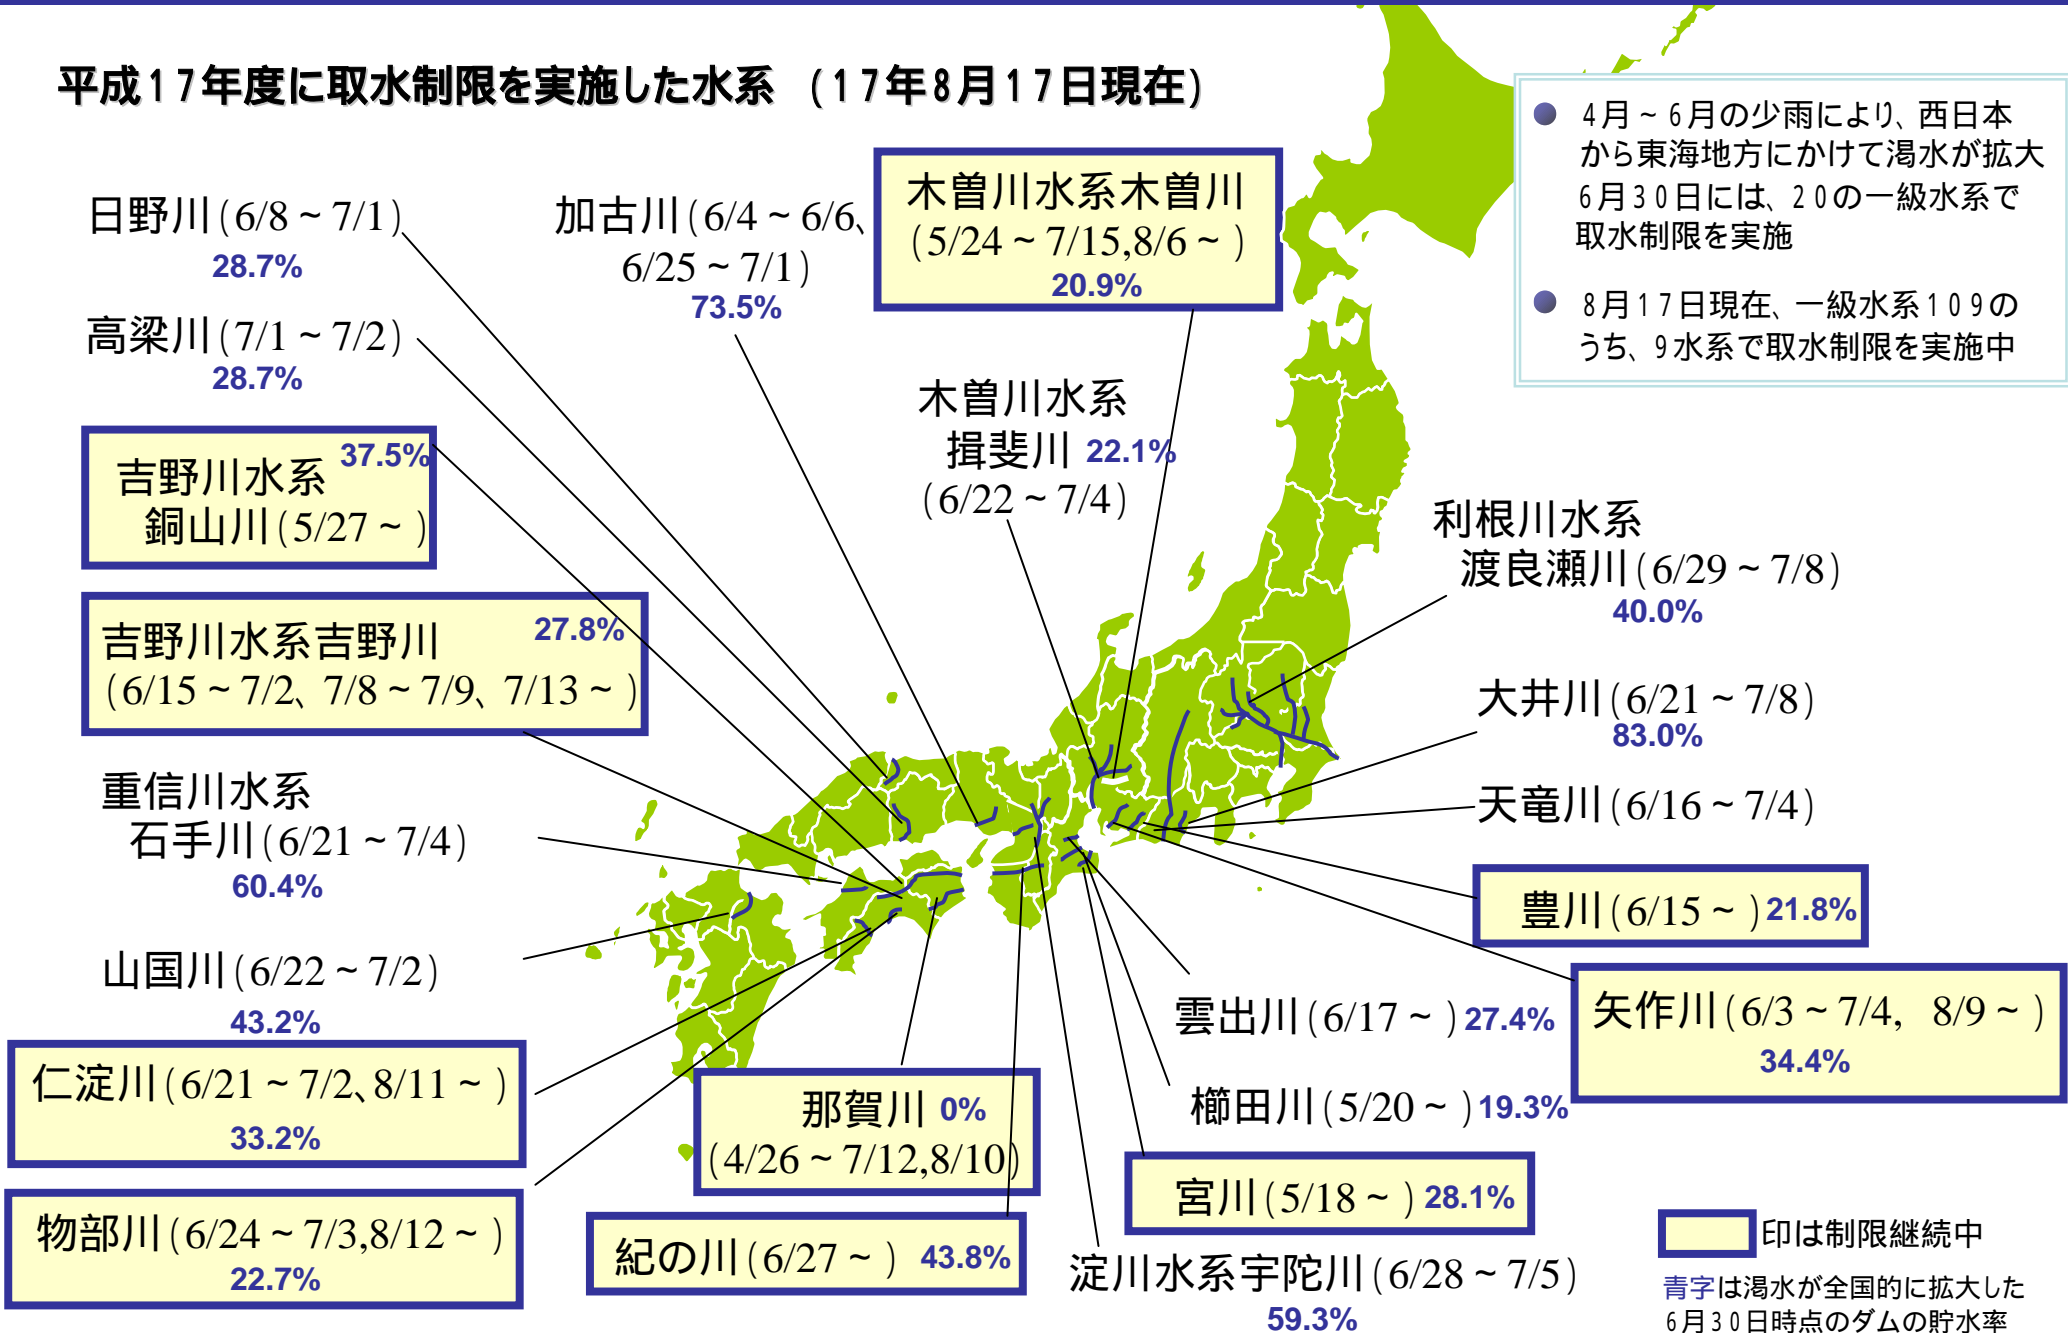 平成17年度に取水制限を実施した水系 (17年8月17日現在)
● 4月~6月の少雨により、西日本
から東海地方にかけて渇水が拡大
6月30日には、20の一級水系で
取水制限を実施
● 8月17日現在、一級水系109の
うち、9水系で取水制限を実施中
日野川(6/8~7/1)
28.7%
加古川(6/4~6/6、
6/25~7/1)
73.5%
木曽川水系木曽川
(5/24~7/15,8/6~ )
20.9%
高梁川(7/1~7/2)
28.7%
木曽川水系
揖斐川 22.1%
(6/22~7/4)
37.5%
吉野川水系
銅山川(5/27~ )
利根川水系
渡良瀬川(6/29~7/8)
40.0%
吉野川水系吉野川 27.8%
(6/15~7/2、7/8~7/9、7/13~ )
大井川(6/21~7/8)
83.0%
重信川水系
石手川(6/21~7/4)
60.4%
天竜川(6/16~7/4)
豊川(6/15~ )21.8%
山国川(6/22~7/2)
43.2%
雲出川(6/17~ )27.4%
矢作川(6/3~7/4, 8/9~ )
34.4%
仁淀川(6/21~7/2、8/11~ )
33.2%
那賀川 0%
(4/26~7/12,8/10)
櫛田川(5/20~ )19.3%
宮川(5/18~ )28.1%
物部川(6/24~7/3,8/12~ )
22.7%
紀の川(6/27~ ) 43.8%
淀川水系宇陀川(6/28~7/5)
59.3%
印は制限継続中
青字は渇水が全国的に拡大した
6月30日時点のダムの貯水率